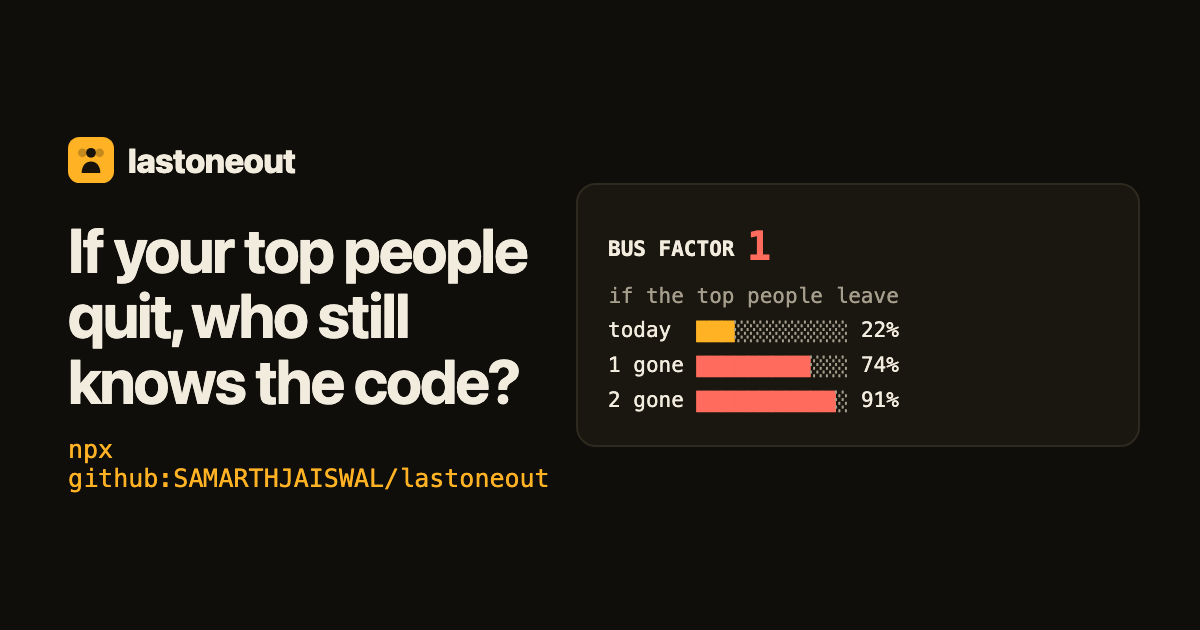 lastoneout
If your top people
quit, who still
knows the code?
npx
github:SAMARTHJAISWAL/lastoneout
BUS FACTOR 1
if the top people leave
today 22%
1 gone 74%
2 gone 91%